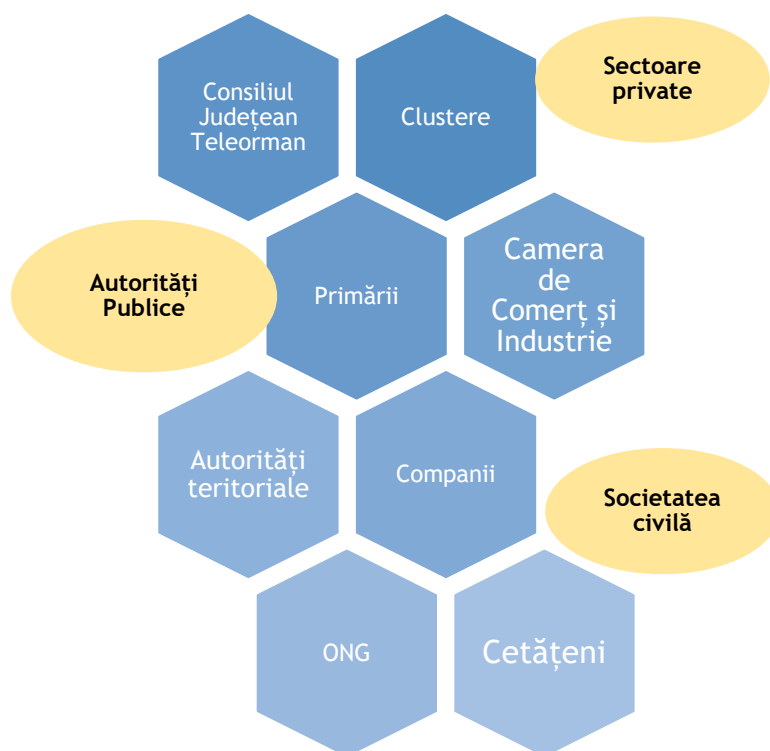 Consiliul
Județean
Teleorman
Clustere
Sectoare
private
Autorități
Publice
Primării
Camera
de
Comerț și
Industrie
Autorități
teritoriale
Companii
Societatea
civilă
ONG
Cetățeni